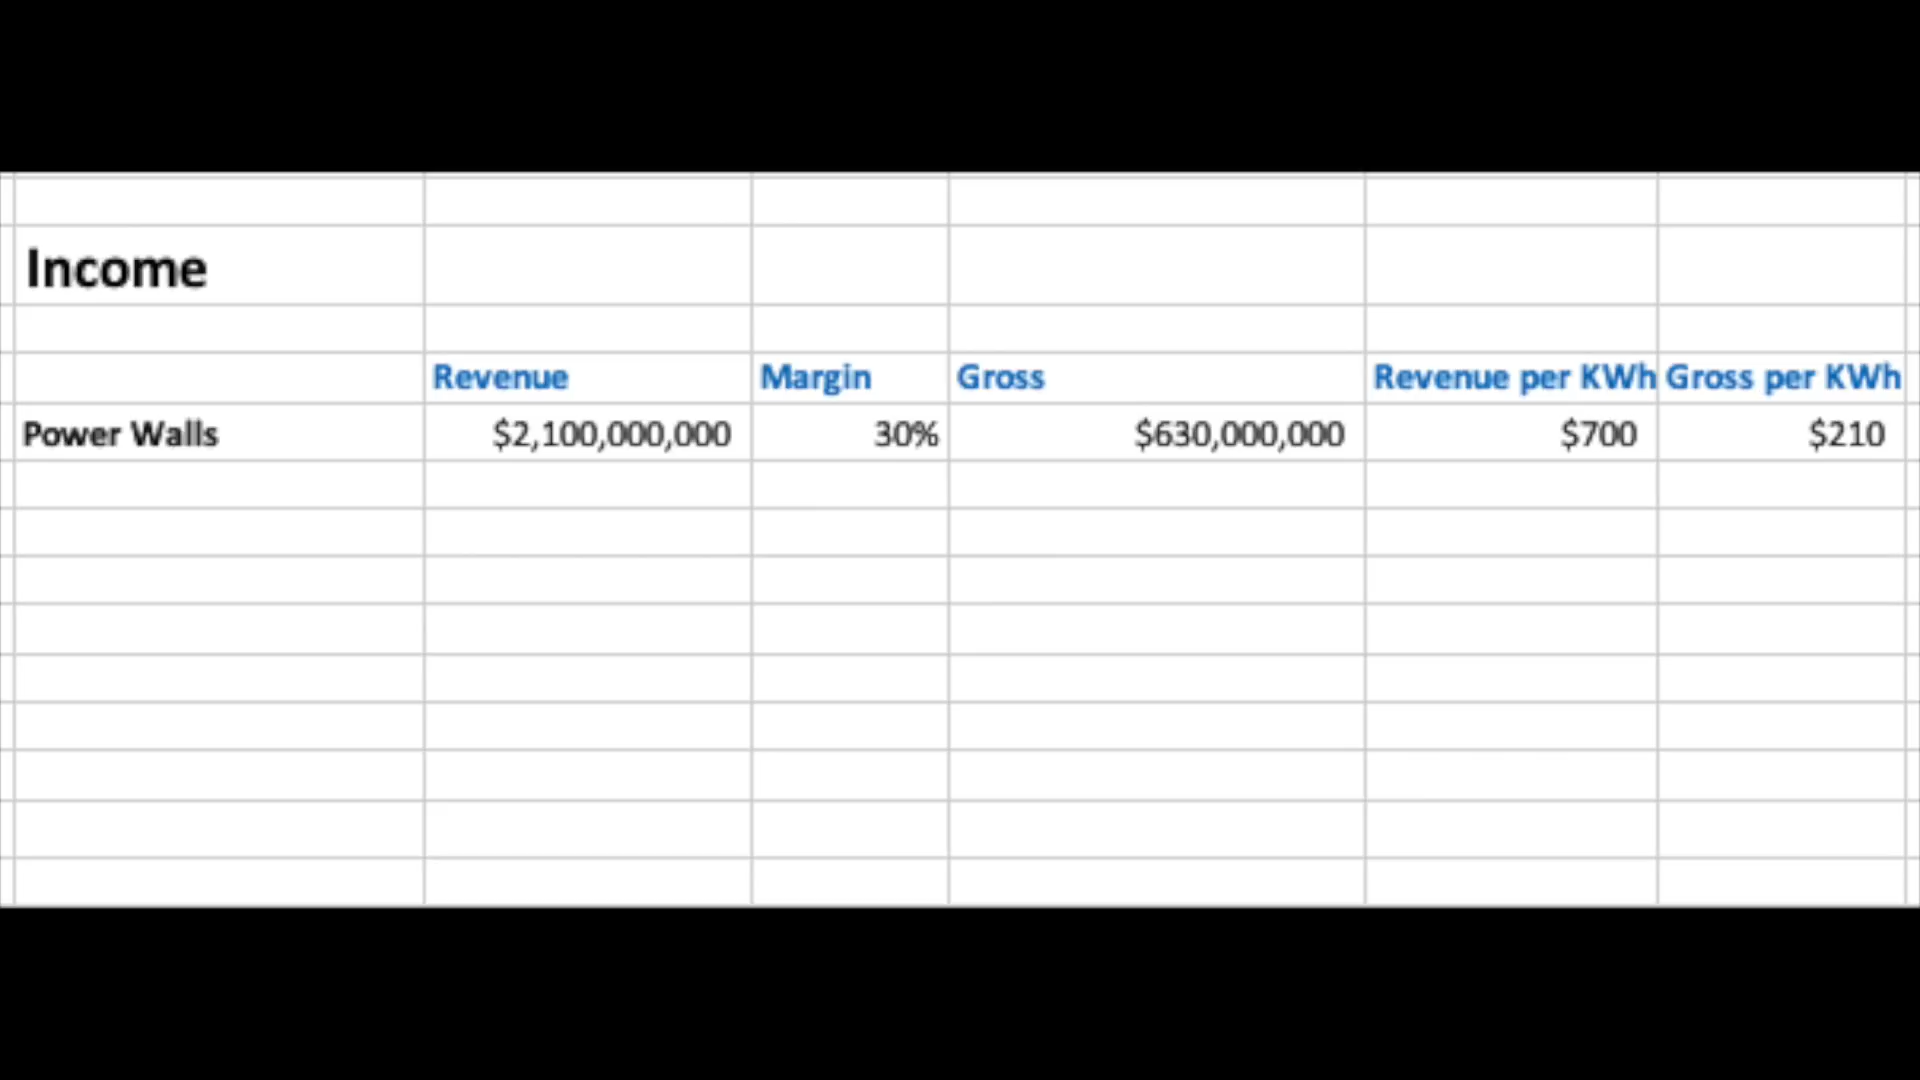 Income
Revenue Margin Gross Revenue per KWh Gross per KWh
Power Walls $2,100,000,000 30% $630,000,000 $700 $210